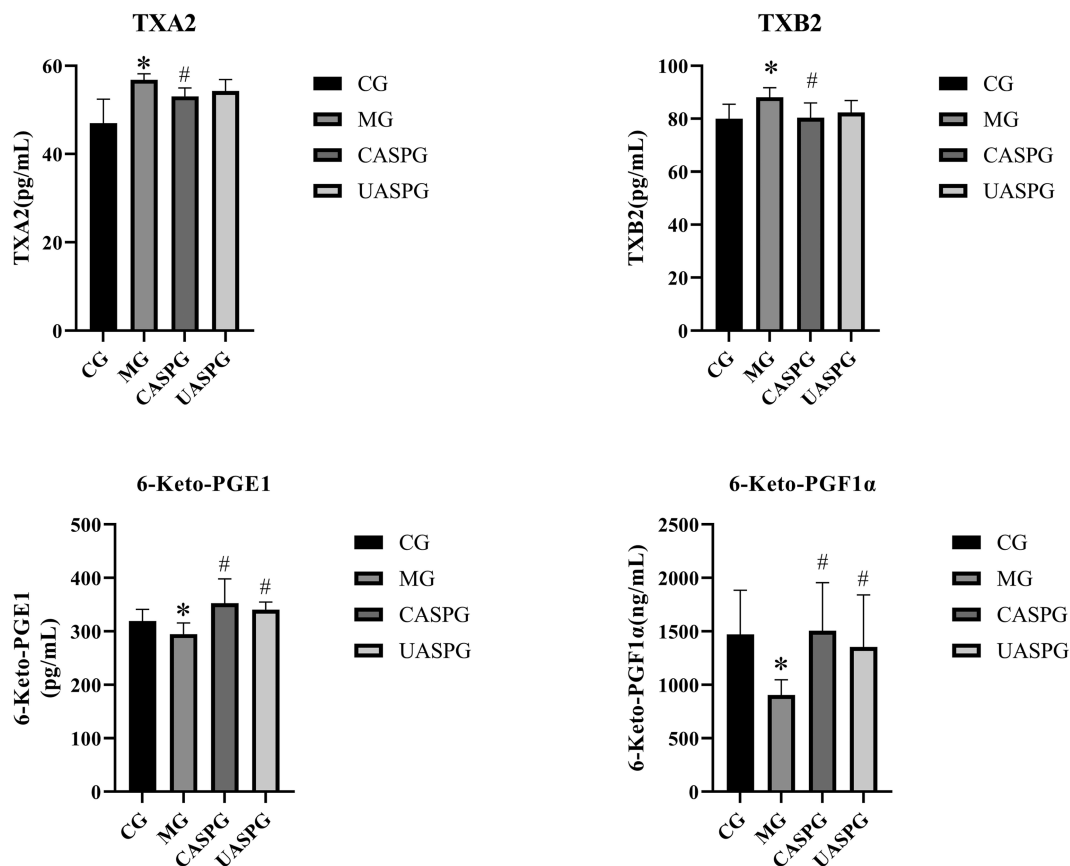 TXA2
TXA2(pg/mL)
60
40
20
0
*
#
CG
MG
CASPG
UASPG
CG
MG
CASPG
UASPG
TXB2
TXB2(pg/mL)
100
80
60
40
20
0
*
#
CG
MG
CASPG
UASPG
CG
MG
CASPG
UASPG
6-Keto-PGE1
6-Keto-PGE1
(pg/mL)
500
400
300
200
100
0
*
#
#
CG
MG
CASPG
UASPG
CG
MG
CASPG
UASPG
6-Keto-PGF1α
6-Keto-PGF1α(ng/mL)
2500
2000
1500
1000
500
0
*
#
#
CG
MG
CASPG
UASPG
CG
MG
CASPG
UASPG